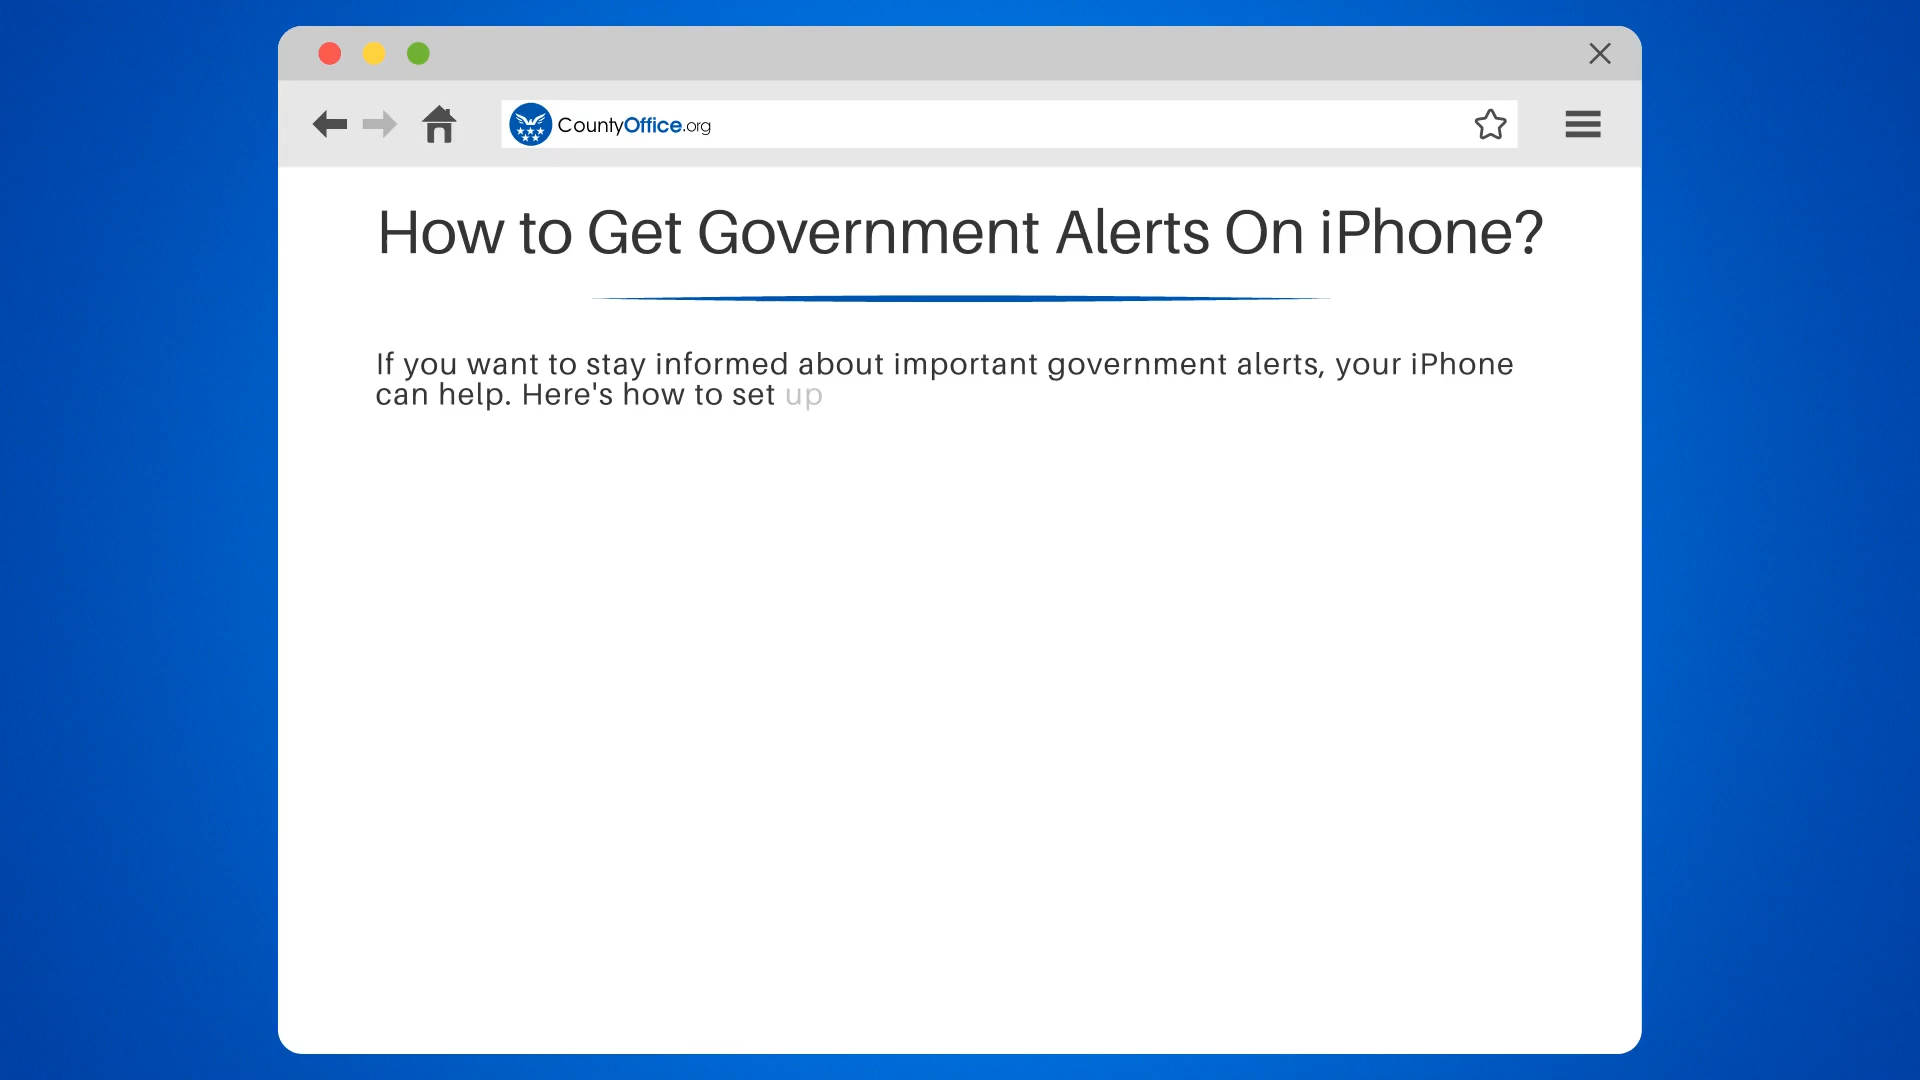 CountyOffice.org
How to Get Government Alerts On iPhone?
If you want to stay informed about important government alerts, your iPhone
can help. Here's how to set up